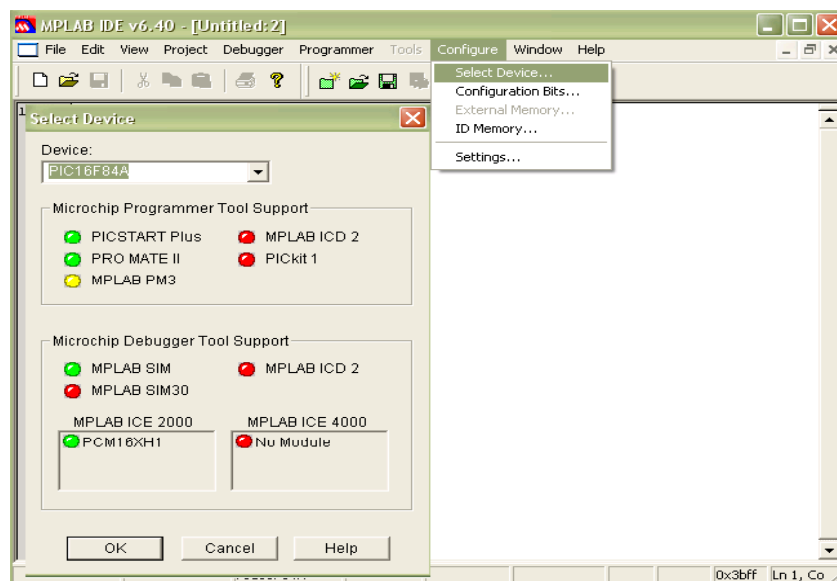 MPLAB IDE v6.40 - [Untitled:2]
File Edit View Project Debugger Programmer Tools Configure Window Help
Select Device...
Configuration Bits...
External Memory...
ID Memory...
Settings...
1
Select Device
Device:
PIC16F84A
Microchip Programmer Tool Support
PICSTART Plus MPLAB ICD 2
PRO MATE II PICkit 1
MPLAB PM3
Microchip Debugger Tool Support
MPLAB SIM MPLAB ICD 2
MPLAB SIM30
MPLAB ICE 2000 MPLAB ICE 4000
PCM16XH1 No Module
OK Cancel Help
0x3bff Ln 1, Co